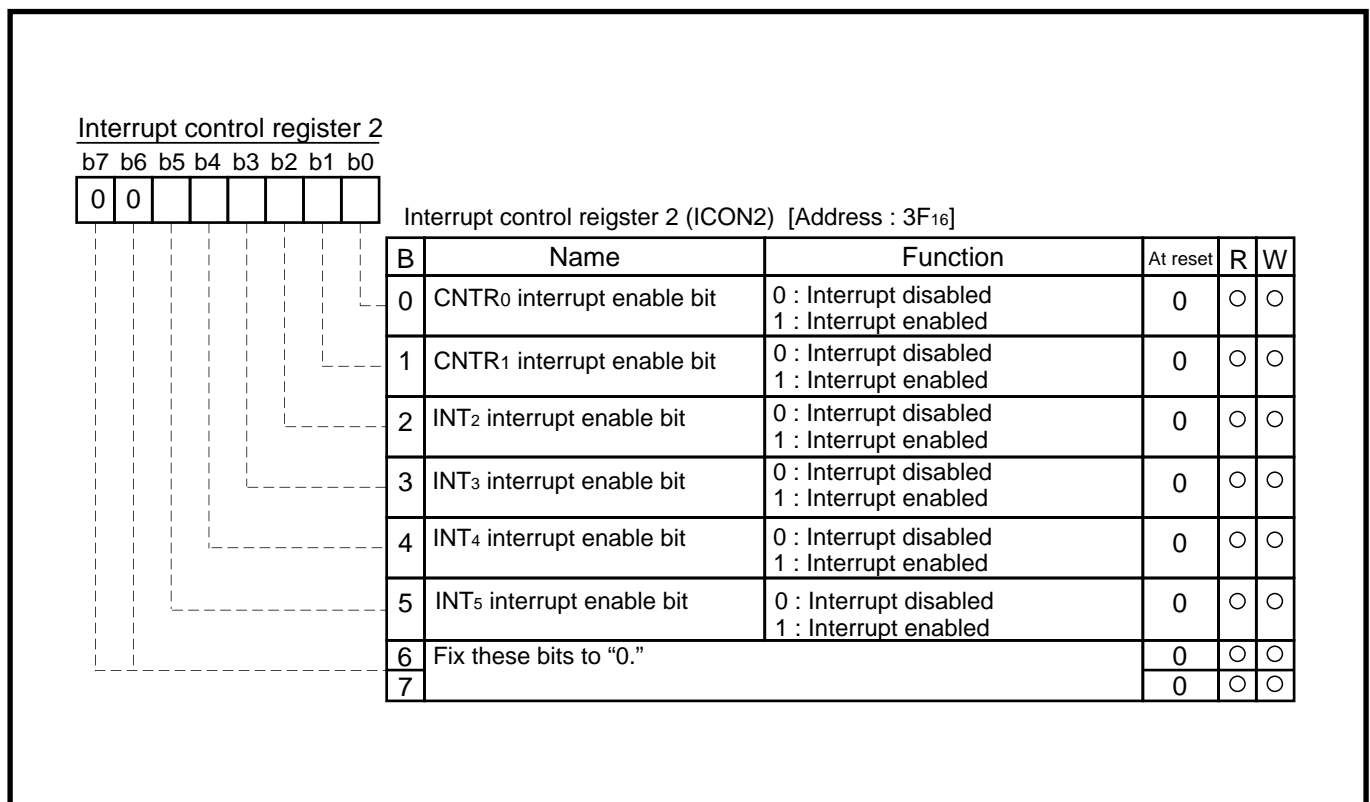 Interrupt control register 2
b7 b6 b5 b4 b3 b2 b1 b0
0 0
Interrupt control reigster 2 (ICON2) [Address : 3F16]
B Name Function At reset R W
0 CNTR0 interrupt enable bit 0 : Interrupt disabled 0 ○ ○
1 : Interrupt enabled
1 CNTR1 interrupt enable bit 0 : Interrupt disabled 0 ○ ○
1 : Interrupt enabled
2 INT2 interrupt enable bit 0 : Interrupt disabled 0 ○ ○
1 : Interrupt enabled
3 INT3 interrupt enable bit 0 : Interrupt disabled 0 ○ ○
1 : Interrupt enabled
4 INT4 interrupt enable bit 0 : Interrupt disabled 0 ○ ○
1 : Interrupt enabled
5 INT5 interrupt enable bit 0 : Interrupt disabled 0 ○ ○
1 : Interrupt enabled
6 Fix these bits to “0.” 0 ○ ○
7 0 ○ ○